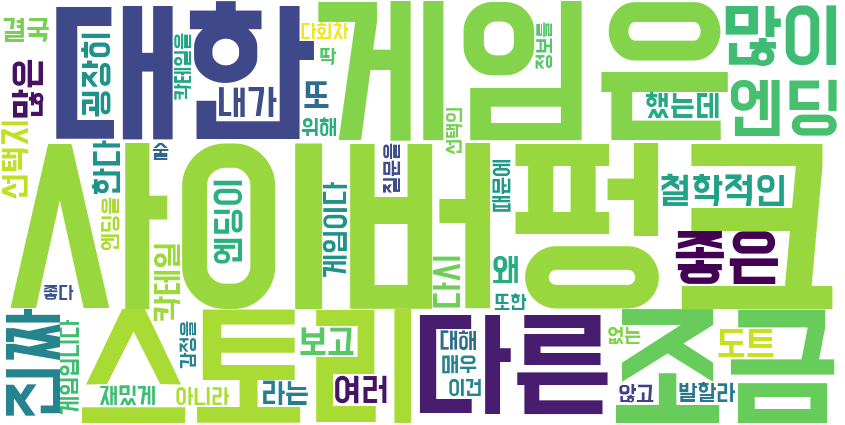 결국
대한
굉장히
칵테일을
내가
다회차
딱
또
위해
게임은
정보를
선택의
많이
엔딩
했는데
많은
선택지
한다
술
엔딩을
엔딩이
칵테일
좋다
사이버펑크
게임이다
질문을
다시
때문에
왜
또한
철학적인
좋은
진짜
게임입니다
스토리
감정을
재밌게
아니라
라는
보고
여러
다른
대해
매우
이건
조금
없는
않고
도트
발할라